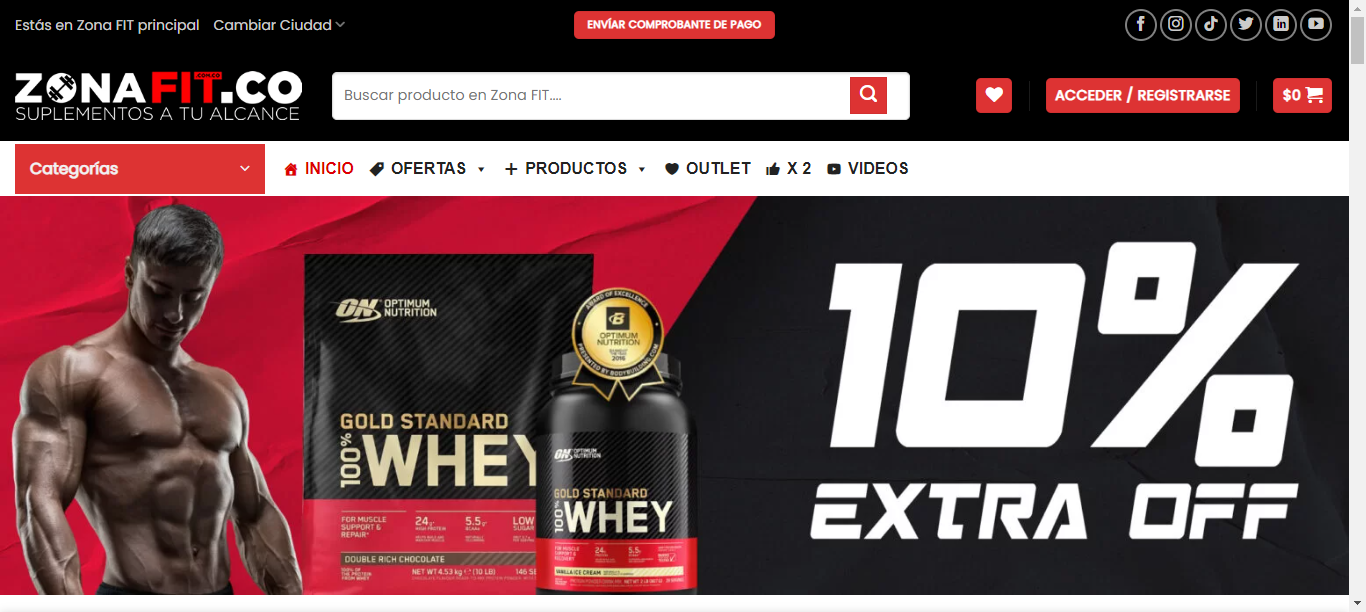 Estás en Zona FIT principal Cambiar Ciudad
ENVÍAR COMPROBANTE DE PAGO
ZONAFIT.CO
.COM.CO
SUPLEMENTOS A TU ALCANCE
Buscar producto en Zona FIT....
ACCEDER / REGISTRARSE
$0
Categorías
INICIO OFERTAS PRODUCTOS OUTLET X 2 VIDEOS
ON OPTIMUM
NUTRITION
GOLD STANDARD
100% WHEY
FOR MUSCLE
SUPPORT &
REPAIR*
24g
5.5g
LOW
SUGAR
DOUBLE RICH CHOCOLATE
NET WT 4.53 kg (10 LB)
146 SE
AWARD OF EXCELLENCE
B
OPTIMUM
NUTRITION
2016
PRESENTED BY BODYBUILDING.COM
ON OPTIMUM
NUTRITION
GOLD STANDARD
100% WHEY
24g
5.5g
VANILLA ICE CREAM
10%
EXTRA OFF